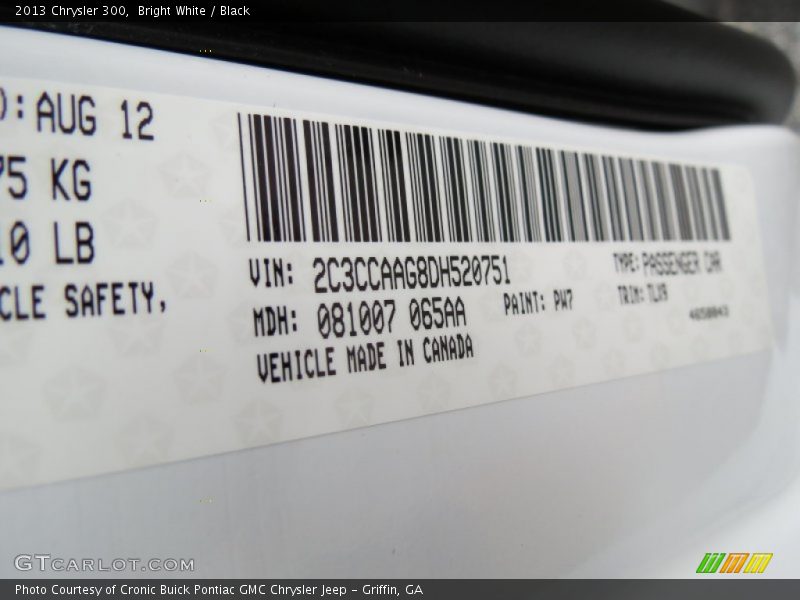 2013 Chrysler 300, Bright White / Black
D: AUG 12
75 KG
10 LB
CLE SAFETY,
VIN: 2C3CCAAG8DH520751
TYPE: PASSENGER CAR
MDH: 081007 065AA
PAINT: PW7
TRIM: TLX9
VEHICLE MADE IN CANADA
GTCARLOT.COM
Photo Courtesy of Cronic Buick Pontiac GMC Chrysler Jeep - Griffin, GA